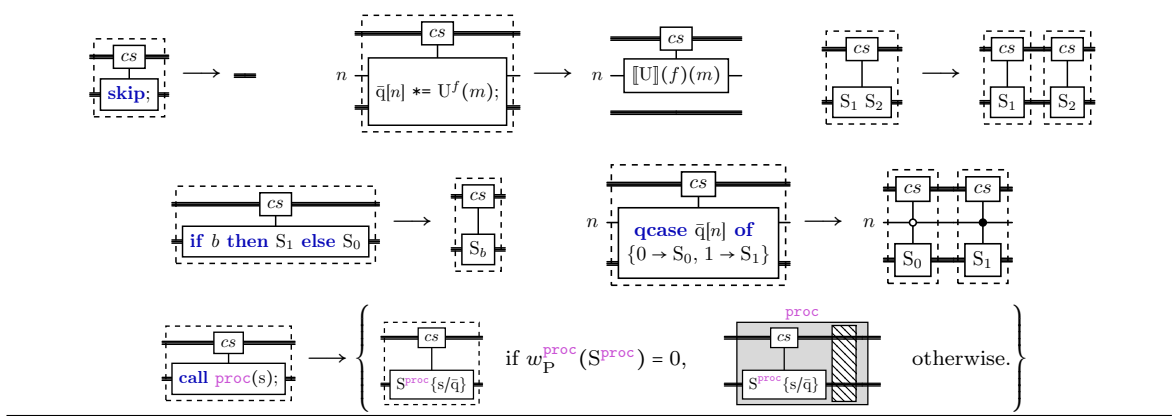 cs cs cs cs cs cs
skip; ⟶ n q̄[n] *= U^f(m); ⟶ n ⟦U⟧(f)(m) S₁ S₂ ⟶ S₁ S₂
cs cs cs cs cs
if b then S₁ else S₀ ⟶ S_b n qcase q̄[n] of ⟶ n
{0 → S₀, 1 → S₁} S₀ S₁
proc
cs cs cs
call proc(s); ⟶ { S^proc{s/q̄} if w_P^proc(S^proc) = 0, S^proc{s/q̄} otherwise. }